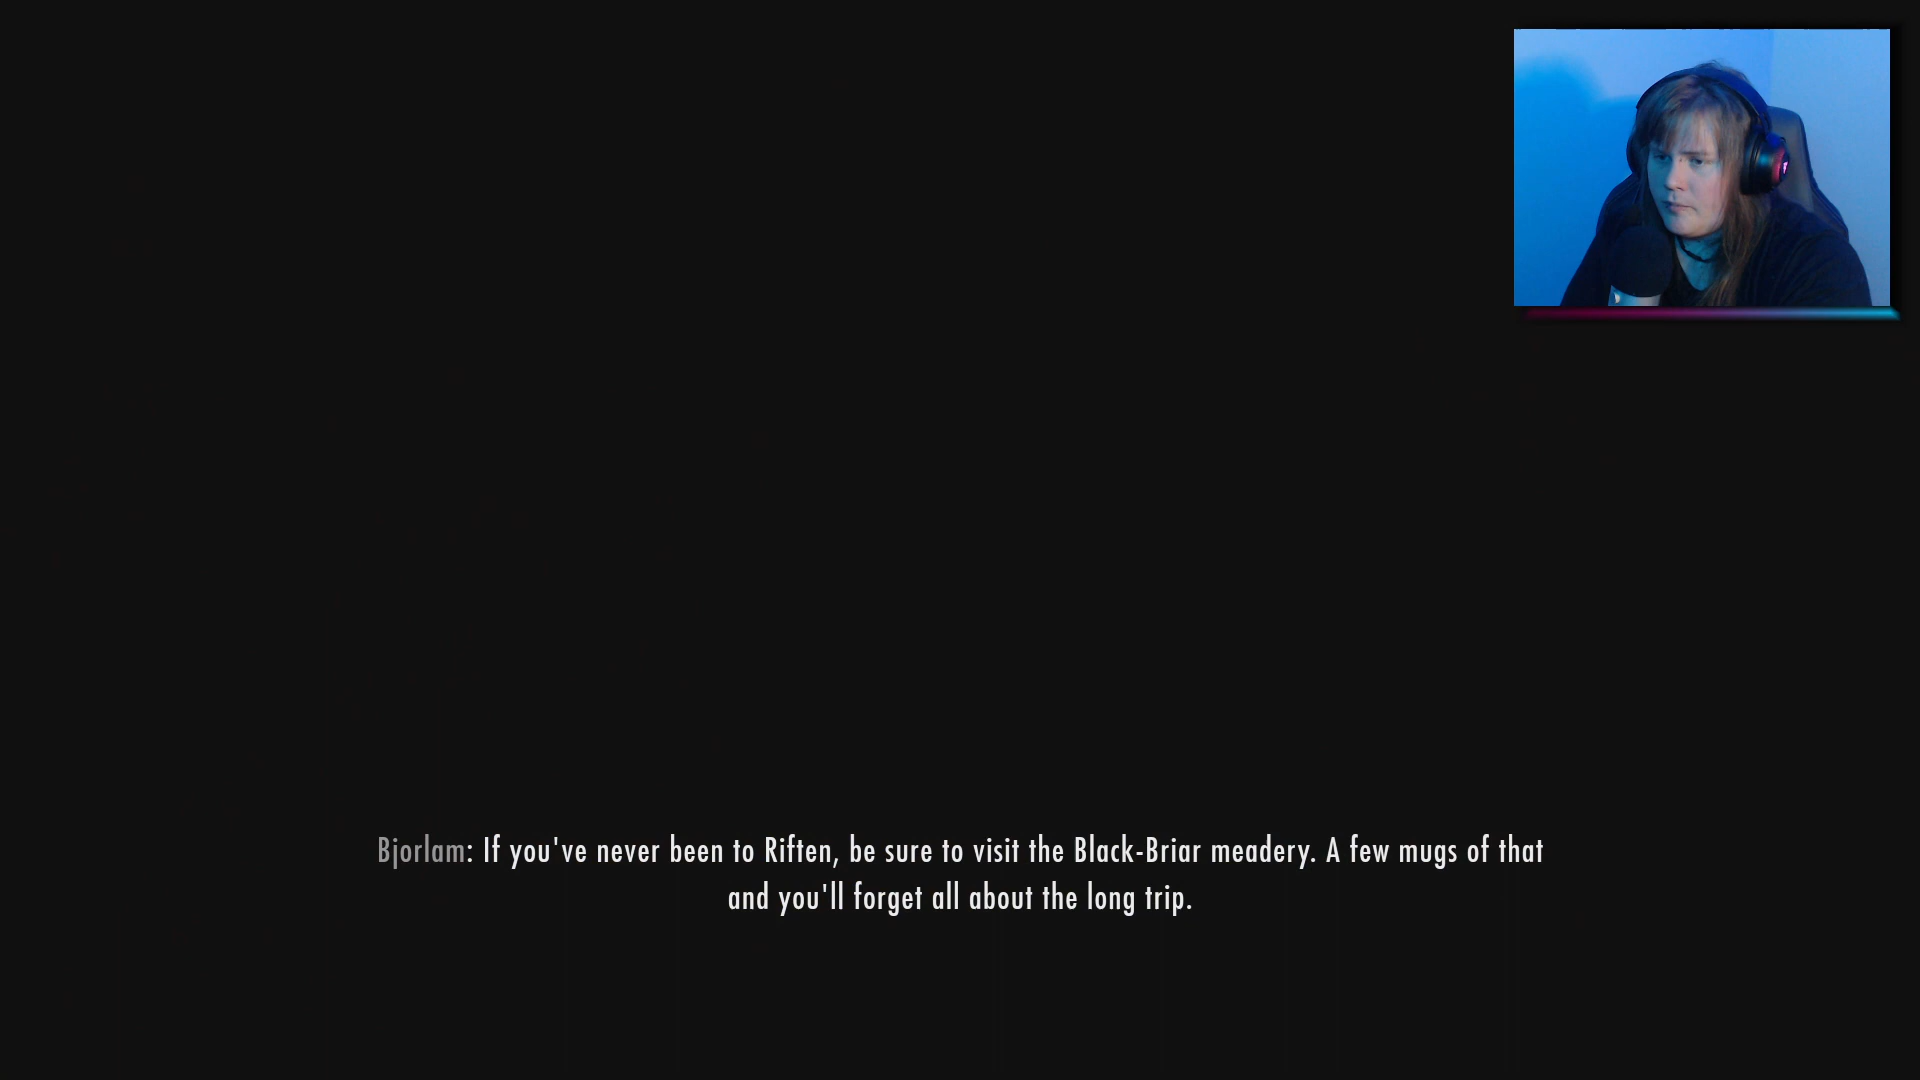 Bjorlam: If you've never been to Riften, be sure to visit the Black-Briar meadery. A few mugs of that
and you'll forget all about the long trip.